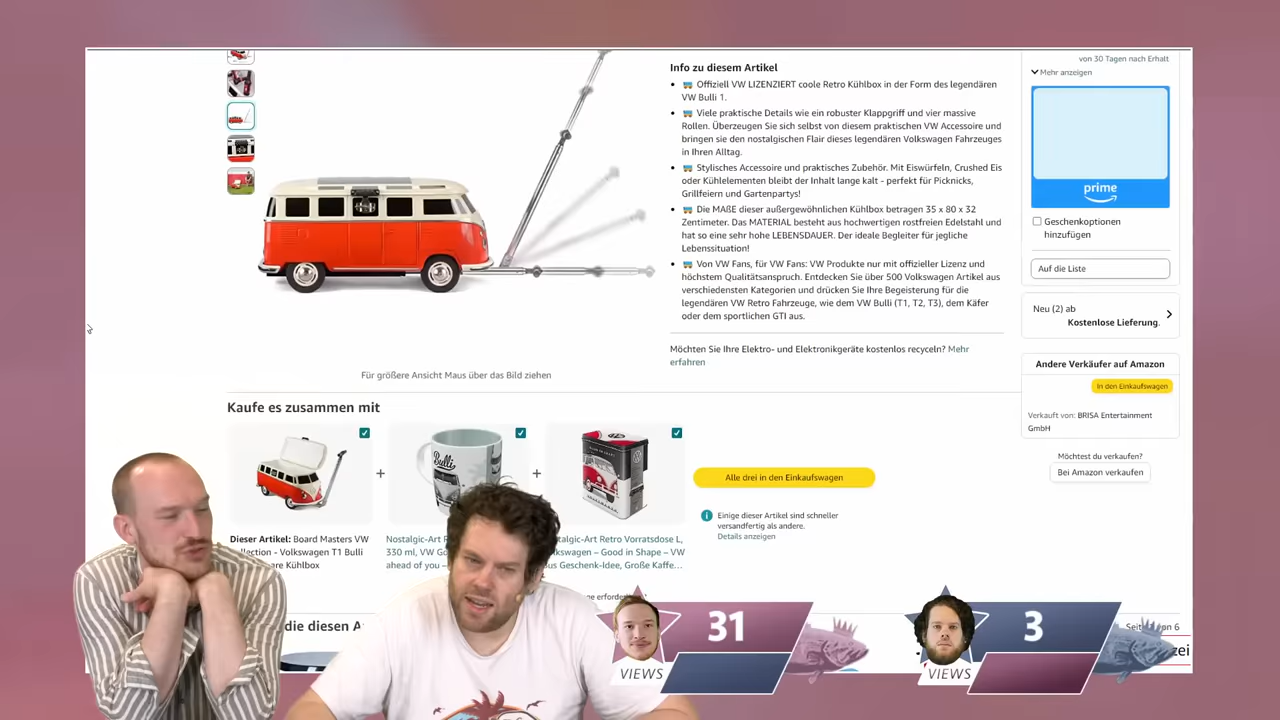 Info zu diesem Artikel
Offiziell VW LIZENZIERT coole Retro Kühlbox in der Form des legendären
VW Bulli 1.
Viele praktische Details wie ein robuster Klappgriff und vier massive
Rollen. Überzeugen Sie sich selbst von diesem praktischen VW Accessoire und
bringen sie den nostalgischen Flair dieses legendären Volkswagen Fahrzeuges
in Ihren Alltag.
Stylisches Accessoire und praktisches Zubehör. Mit Eiswürfeln, Crushed Eis
oder Kühlelementen bleibt der Inhalt lange kalt - perfekt für Picknicks,
Grillfeiern und Gartenpartys!
Die MAßE dieser außergewöhnlichen Kühlbox betragen 35 x 80 x 32
Zentimeter. Das MATERIAL besteht aus hochwertigen rostfreien Edelstahl und
hat so eine sehr hohe LEBENSDAUER. Der ideale Begleiter für jegliche
Lebenssituation!
Von VW Fans, für VW Fans: VW Produkte nur mit offizieller Lizenz und
höchstem Qualitätsanspruch. Entdecken Sie über 500 Volkswagen Artikel aus
verschiedensten Kategorien und drücken Sie Ihre Begeisterung für die
legendären VW Retro Fahrzeuge, wie dem VW Bulli (T1, T2, T3), dem Käfer
oder dem sportlichen GTI aus.
Möchten Sie Ihre Elektro- und Elektronikgeräte kostenlos recyceln? Mehr
erfahren
von 30 Tagen nach Erhalt
Mehr anzeigen
prime
Geschenkoptionen
hinzufügen
Auf die Liste
Neu (2) ab
Kostenlose Lieferung.
Andere Verkäufer auf Amazon
In den Einkaufswagen
Verkauft von: BRISA Entertainment
GmbH
Möchtest du verkaufen?
Bei Amazon verkaufen
Für größere Ansicht Maus über das Bild ziehen
Kaufe es zusammen mit
+
+
Bulli
Alle drei in den Einkaufswagen
Einige dieser Artikel sind schneller
versandfertig als andere.
Details anzeigen
Dieser Artikel: Board Masters VW
- Volkswagen T1 Bulli
Kühlbox
Nostalgic-Art
330 ml, VW
ahead of you –
Retro Vorratsdose L,
– Good in Shape – VW
Geschenk-Idee, Große Kaffe...
die diesen
von 6
31
VIEWS
3
VIEWS